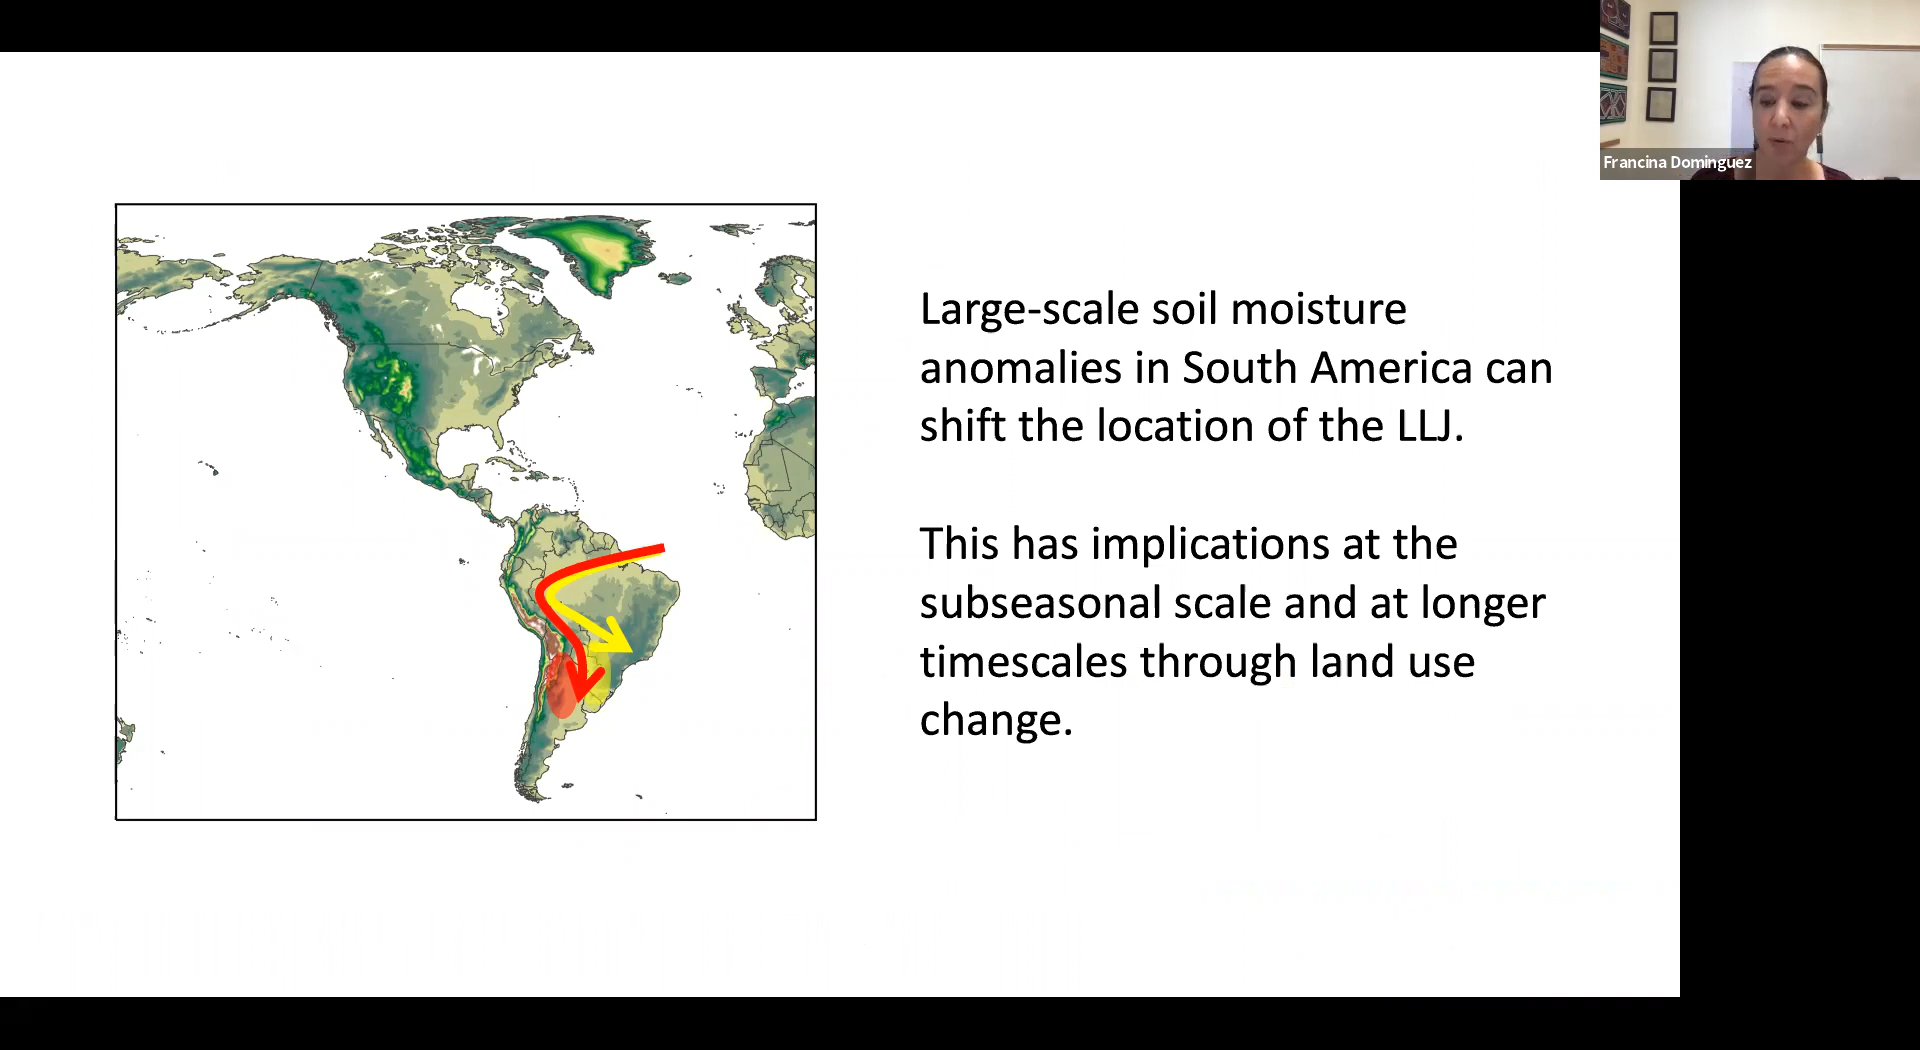 Francina Dominguez
Large-scale soil moisture
anomalies in South America can
shift the location of the LLJ.
This has implications at the
subseasonal scale and at longer
timescales through land use
change.